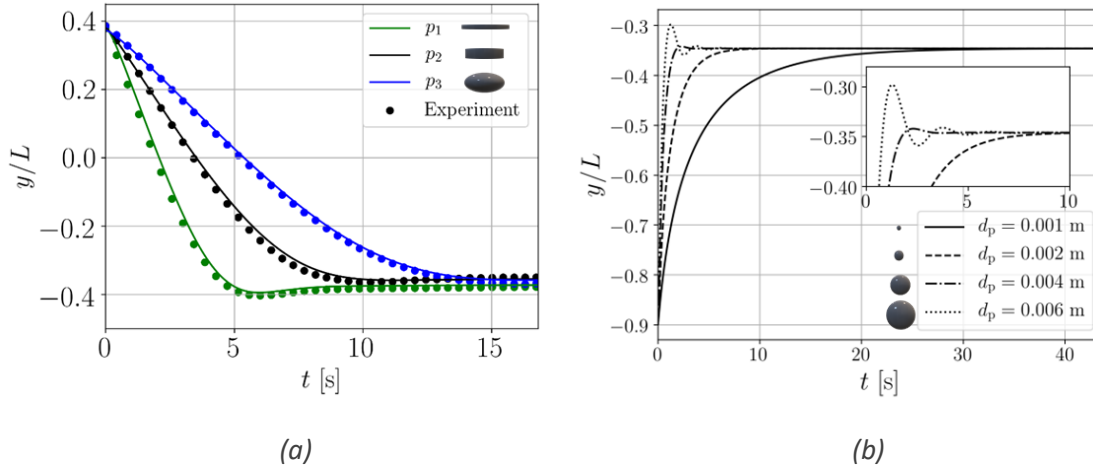 0.4
0.2
0.0
−0.2
−0.4
y/L
0
5
10
15
t [s]
p₁
p₂
p₃
Experiment
(a)
−0.3
−0.4
−0.5
−0.6
−0.7
−0.8
−0.9
y/L
0
10
20
30
40
t [s]
−0.30
−0.35
−0.40
0
5
10
dₚ = 0.001 m
dₚ = 0.002 m
dₚ = 0.004 m
dₚ = 0.006 m
(b)